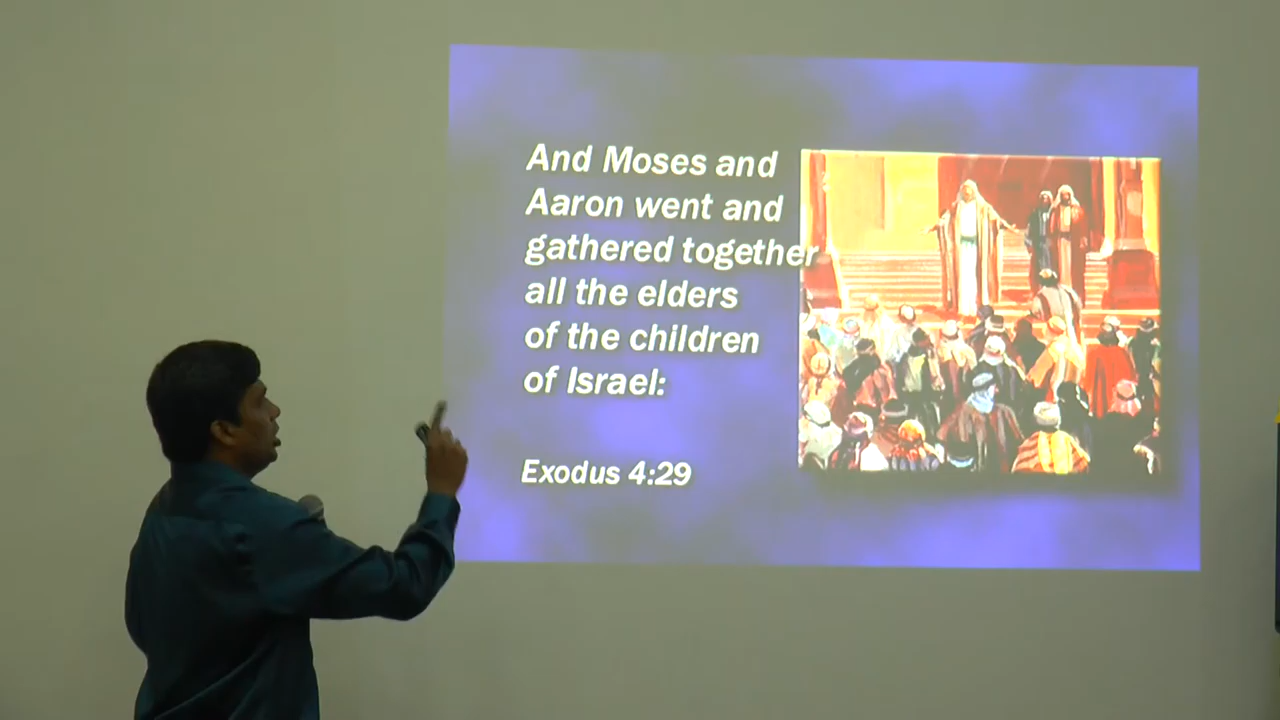 And Moses and
Aaron went and
gathered together
all the elders
of the children
of Israel:
Exodus 4:29